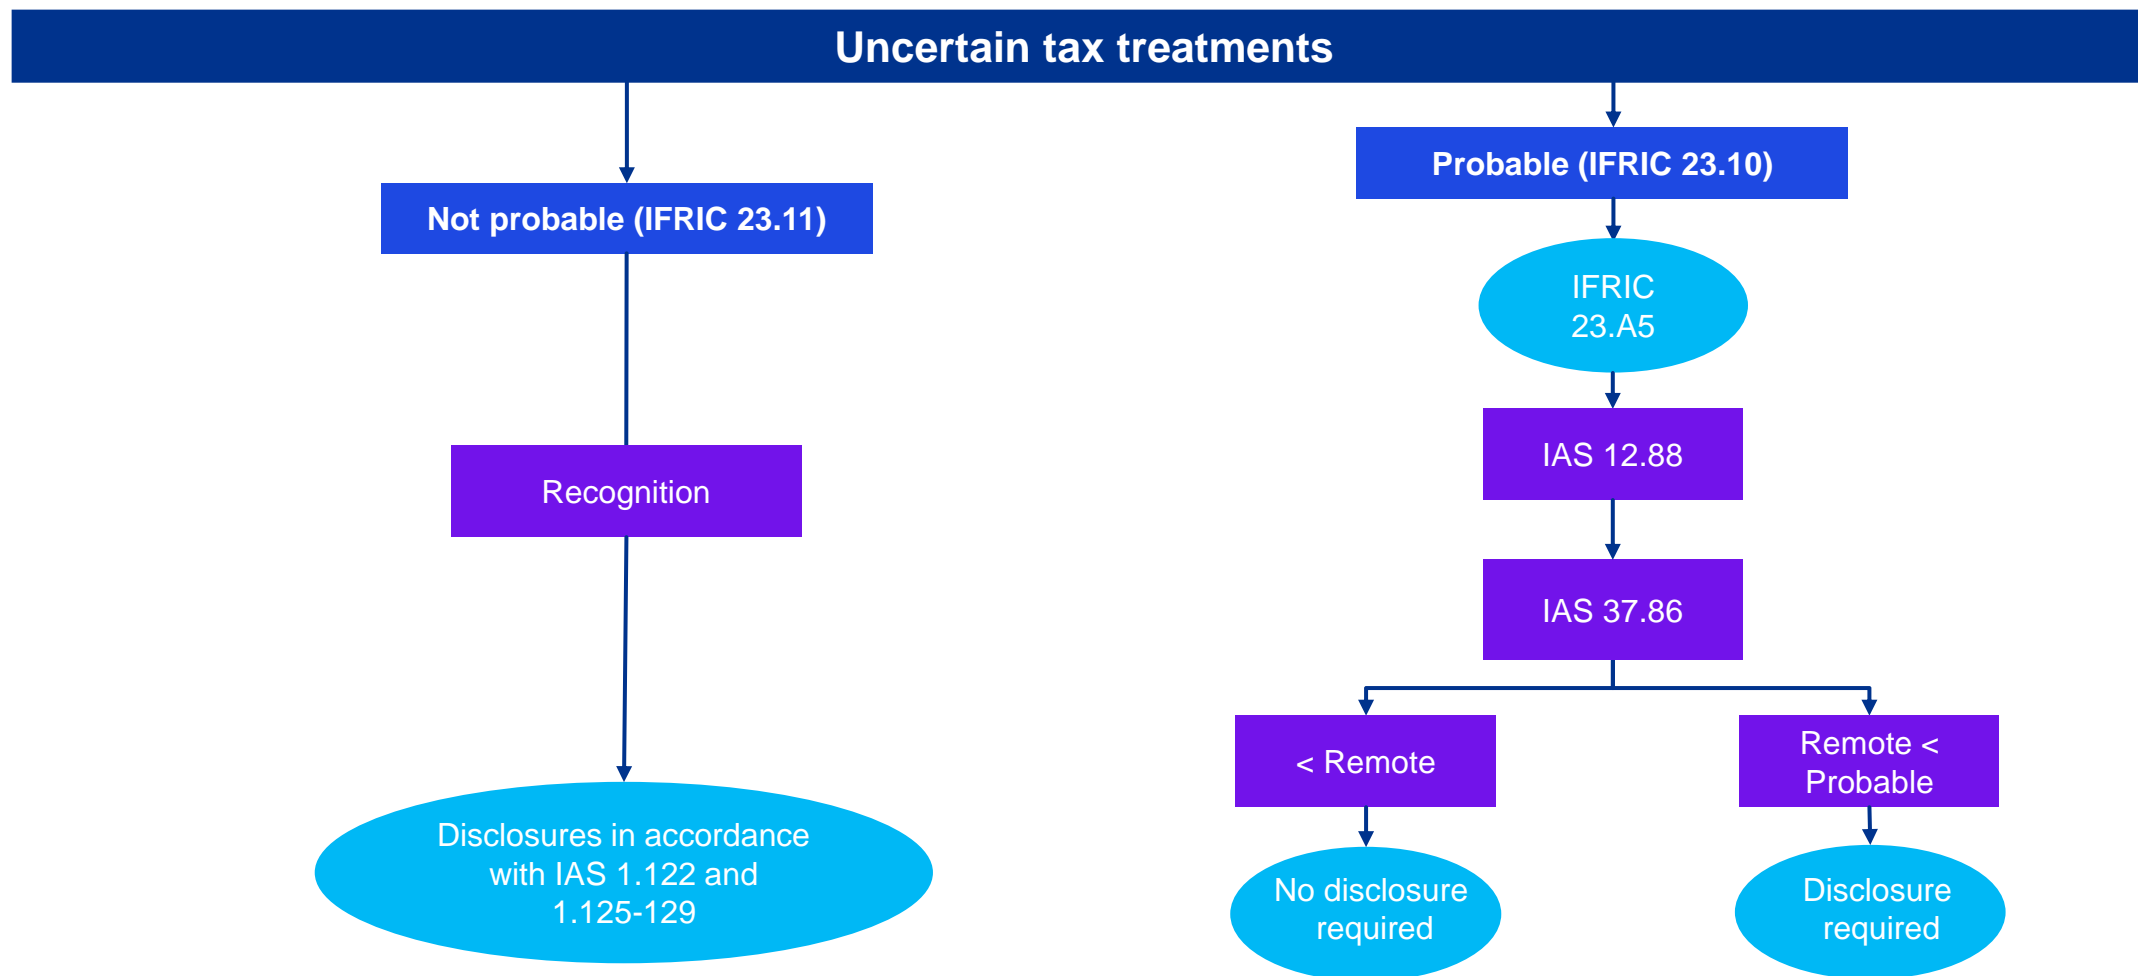 Uncertain tax treatments
Not probable (IFRIC 23.11)
Recognition
Disclosures in accordance
with IAS 1.122 and
1.125-129
Probable (IFRIC 23.10)
IFRIC
23.A5
IAS 12.88
IAS 37.86
< Remote
No disclosure
required
Remote <
Probable
Disclosure
required